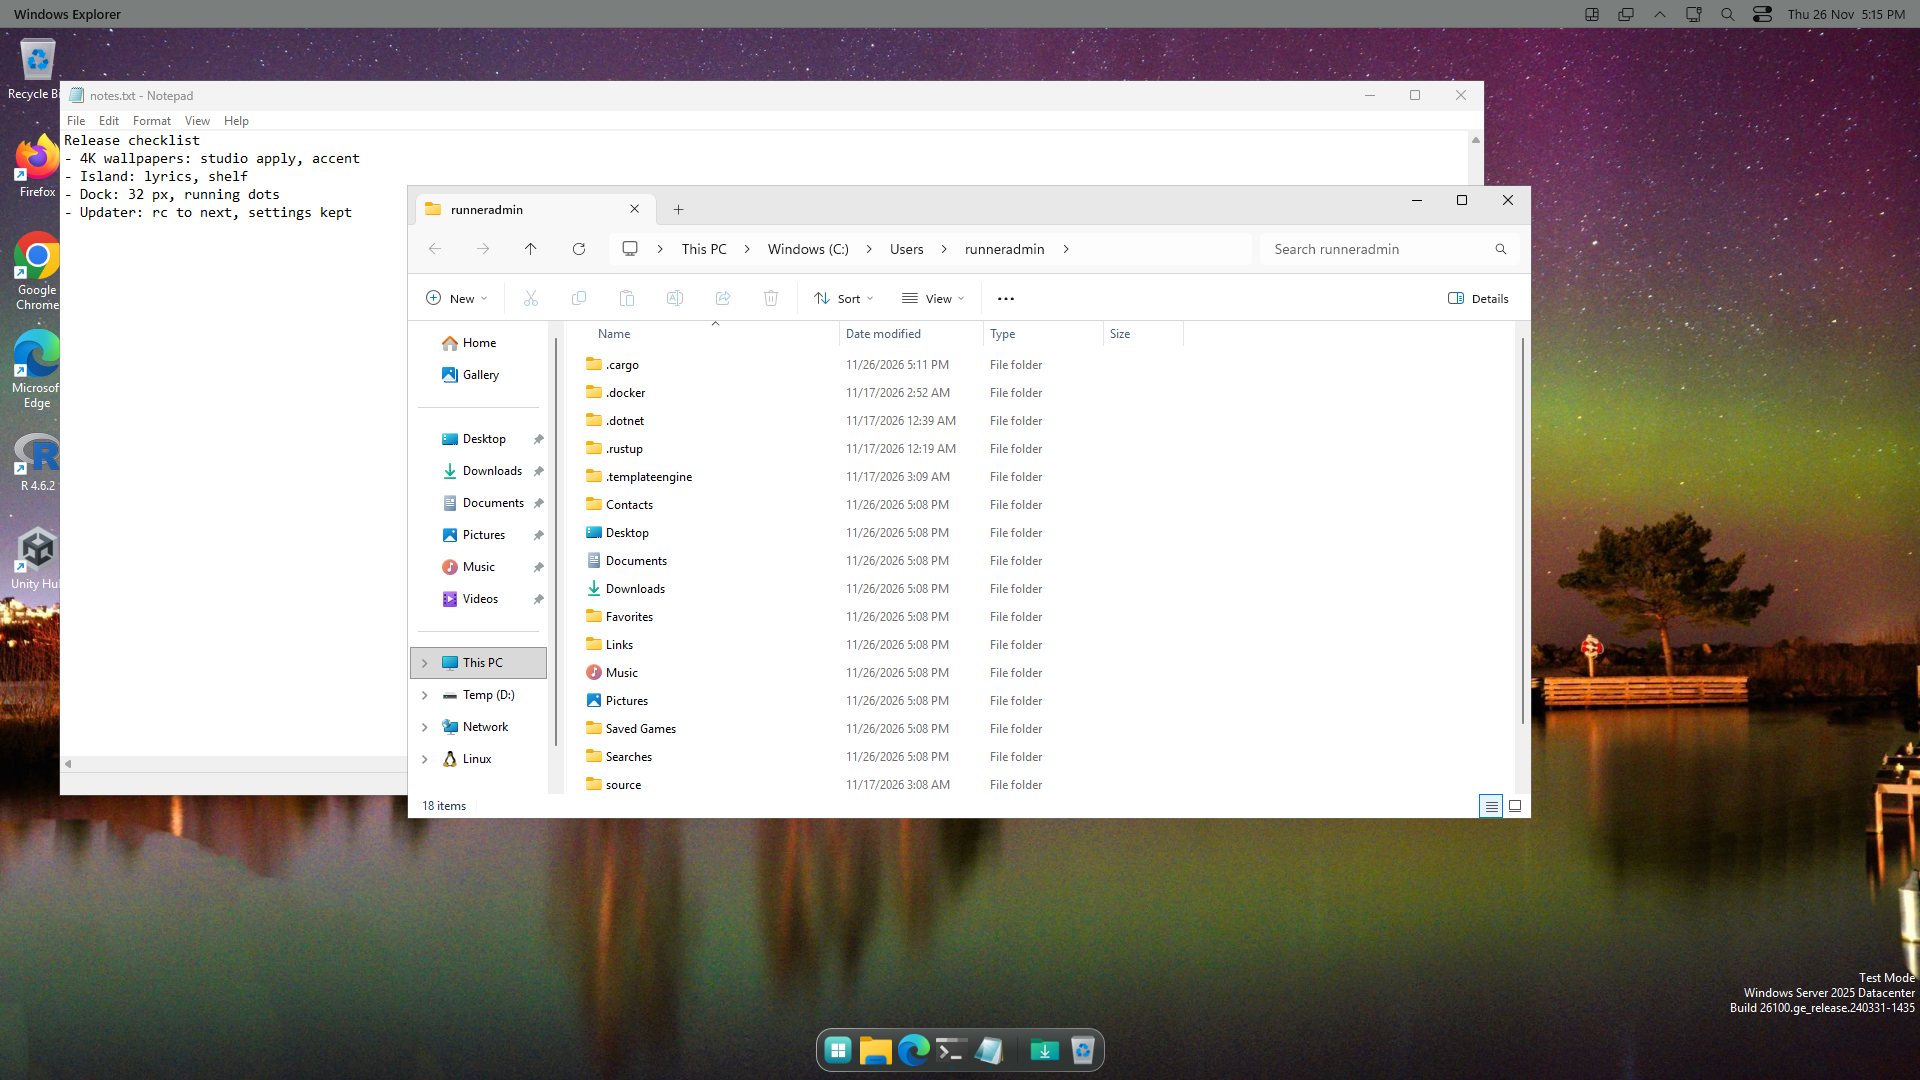 Windows Explorer
Thu 26 Nov 5:15 PM
Recycle Bi
Firefox
Google
Chrome
Microsof
Edge
R 4.6.2
Unity Hu
notes.txt - Notepad
File Edit Format View Help
Release checklist
- 4K wallpapers: studio apply, accent
- Island: lyrics, shelf
- Dock: 32 px, running dots
- Updater: rc to next, settings kept
runneradmin
This PC > Windows (C:) > Users > runneradmin >
Search runneradmin
New Sort View ... Details
Home
Gallery
Desktop
Downloads
Documents
Pictures
Music
Videos
This PC
Temp (D:)
Network
Linux
Name Date modified Type Size
.cargo 11/26/2026 5:11 PM File folder
.docker 11/17/2026 2:52 AM File folder
.dotnet 11/17/2026 12:39 AM File folder
.rustup 11/17/2026 12:19 AM File folder
.templateengine 11/17/2026 3:09 AM File folder
Contacts 11/26/2026 5:08 PM File folder
Desktop 11/26/2026 5:08 PM File folder
Documents 11/26/2026 5:08 PM File folder
Downloads 11/26/2026 5:08 PM File folder
Favorites 11/26/2026 5:08 PM File folder
Links 11/26/2026 5:08 PM File folder
Music 11/26/2026 5:08 PM File folder
Pictures 11/26/2026 5:08 PM File folder
Saved Games 11/26/2026 5:08 PM File folder
Searches 11/26/2026 5:08 PM File folder
source 11/17/2026 3:08 AM File folder
18 items
Test Mode
Windows Server 2025 Datacenter
Build 26100.ge_release.240331-1435